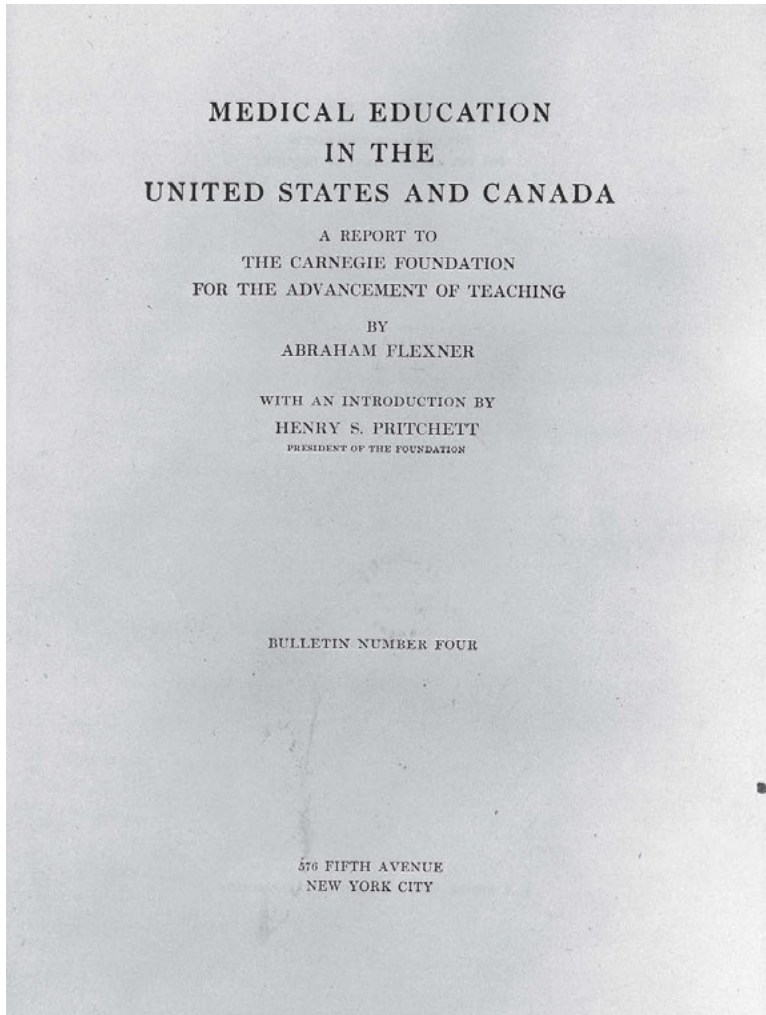 MEDICAL EDUCATION
IN THE
UNITED STATES AND CANADA
A REPORT TO
THE CARNEGIE FOUNDATION
FOR THE ADVANCEMENT OF TEACHING
BY
ABRAHAM FLEXNER
WITH AN INTRODUCTION BY
HENRY S. PRITCHETT
PRESIDENT OF THE FOUNDATION
BULLETIN NUMBER FOUR
576 FIFTH AVENUE
NEW YORK CITY